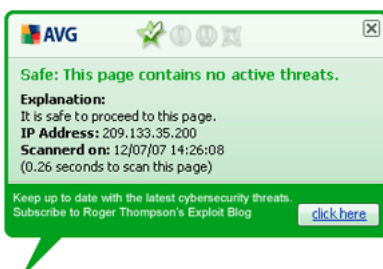 AVG
Safe: This page contains no active threats.
Explanation:
It is safe to proceed to this page.
IP Address: 209.133.35.200
Scannerd on: 12/07/07 14:26:08
(0.26 seconds to scan this page)
Keep up to date with the latest cybersecurity threats.
Subscribe to Roger Thompson's Exploit Blog
click here